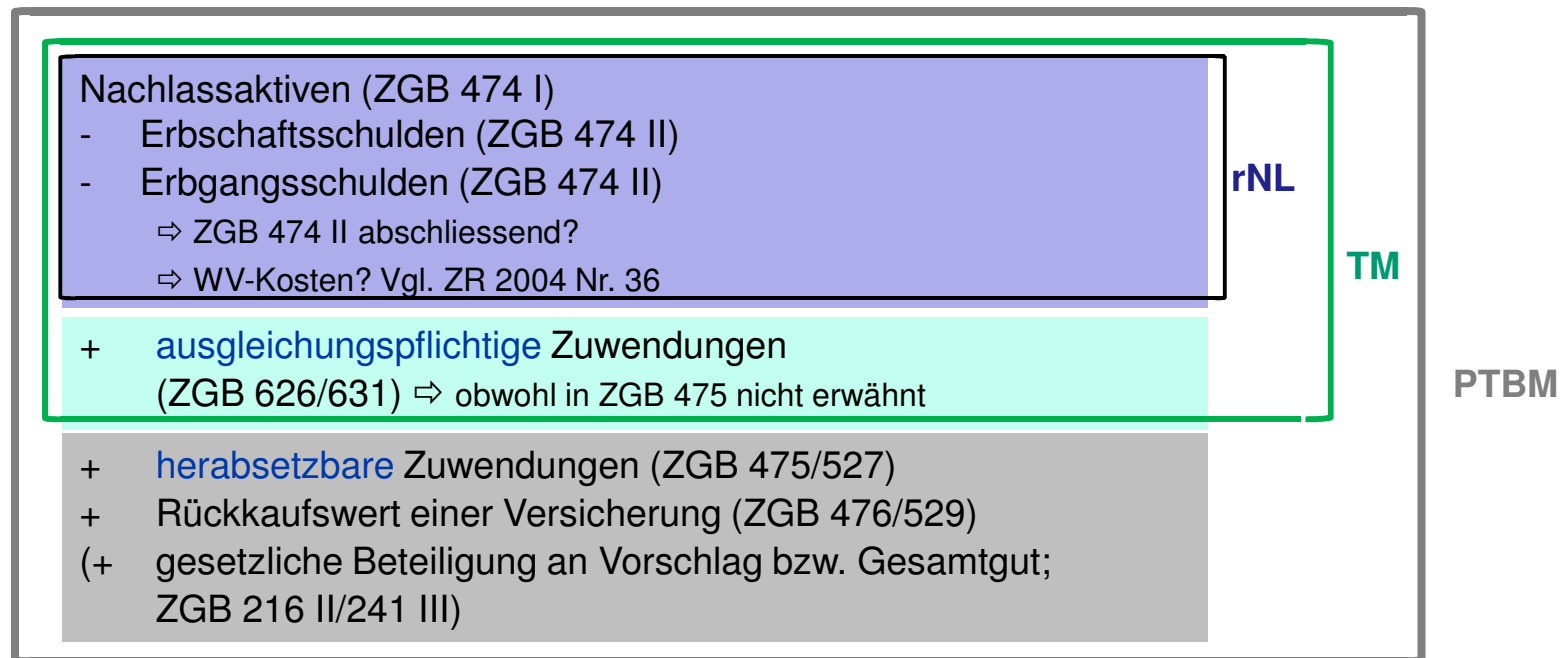 Nachlassaktiven (ZGB 474 I)
- Erbschaftsschulden (ZGB 474 II)
- Erbgangsschulden (ZGB 474 II)
⇨ ZGB 474 II abschliessend?
⇨ WV-Kosten? Vgl. ZR 2004 Nr. 36
rNL
TM
+ ausgleichungspflichtige Zuwendungen
(ZGB 626/631) ⇨ obwohl in ZGB 475 nicht erwähnt
PTBM
+ herabsetzbare Zuwendungen (ZGB 475/527)
+ Rückkaufswert einer Versicherung (ZGB 476/529)
(+ gesetzliche Beteiligung an Vorschlag bzw. Gesamtgut;
ZGB 216 II/241 III)